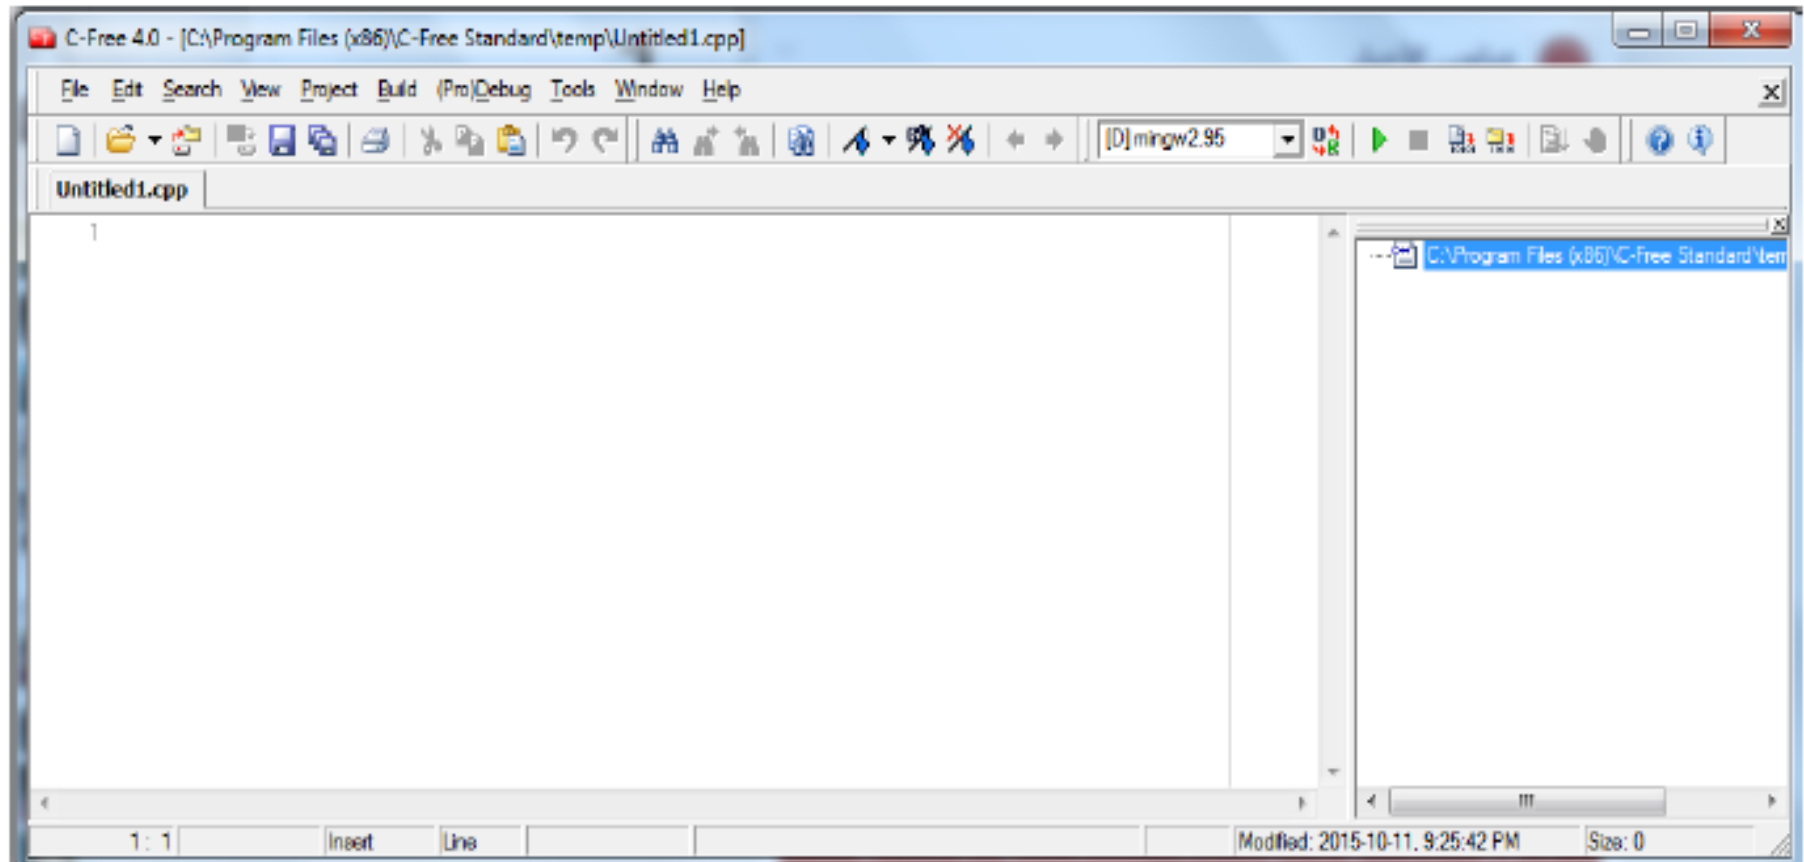 C-Free 4.0 - [C:\Program Files (x86)\C-Free Standard\temp\Untitled1.cpp]
File Edit Search View Project Build (Pro)Debug Tools Window Help
[D] mingw2.95
Untitled1.cpp
1
C:\Program Files (x86)\C-Free Standard\tem
1: 1 Insert Line Modified: 2015-10-11, 9:25:42 PM Size: 0